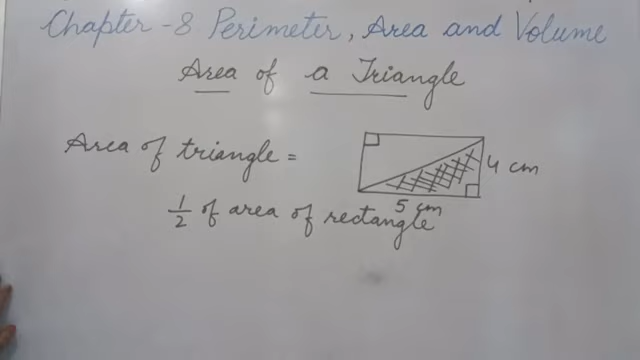 Chapter -8 Perimeter, Area and Volume
Area of a Triangle
Area of triangle =
4 cm
5 cm
1/2 of area of rectangle